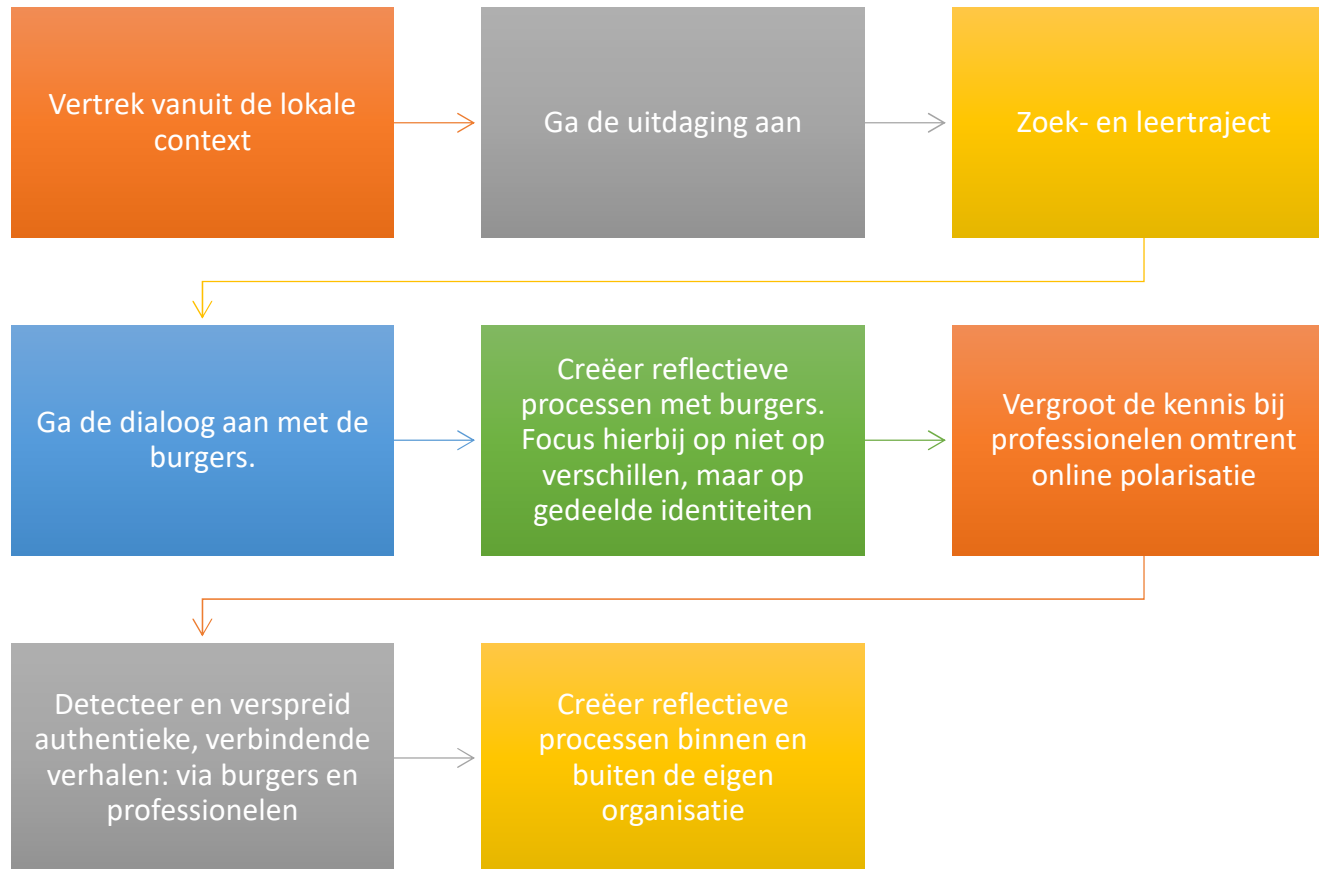 Vertrek vanuit de lokale
context
Ga de uitdaging aan
Zoek- en leertraject
Ga de dialoog aan met de
burgers.
Creëer reflectieve
processen met burgers.
Focus hierbij op niet op
verschillen, maar op
gedeelde identiteiten
Vergroot de kennis bij
professionelen omtrent
online polarisatie
Detecteer en verspreid
authentieke, verbindende
verhalen: via burgers en
professionelen
Creëer reflectieve
processen binnen en
buiten de eigen
organisatie